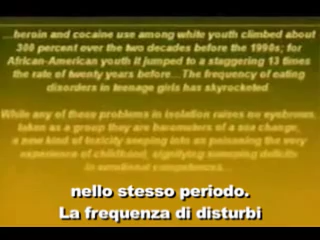 ...heroin and cocaine use among white youth climbed about
300 percent over the two decades before the 1990s; for
African-American youth it jumped to a staggering 13 times
the rate of twenty years before...The frequency of eating
disorders in teenage girls has skyrocketed
While any of these problems in isolation raises no eyebrows,
taken as a group they are barometers of a sea change,
a new kind of toxicity seeping into an poisoning the very
experience of childhood, signifying sweeping deficits
in emotional competences...
nello stesso periodo.
La frequenza di disturbi